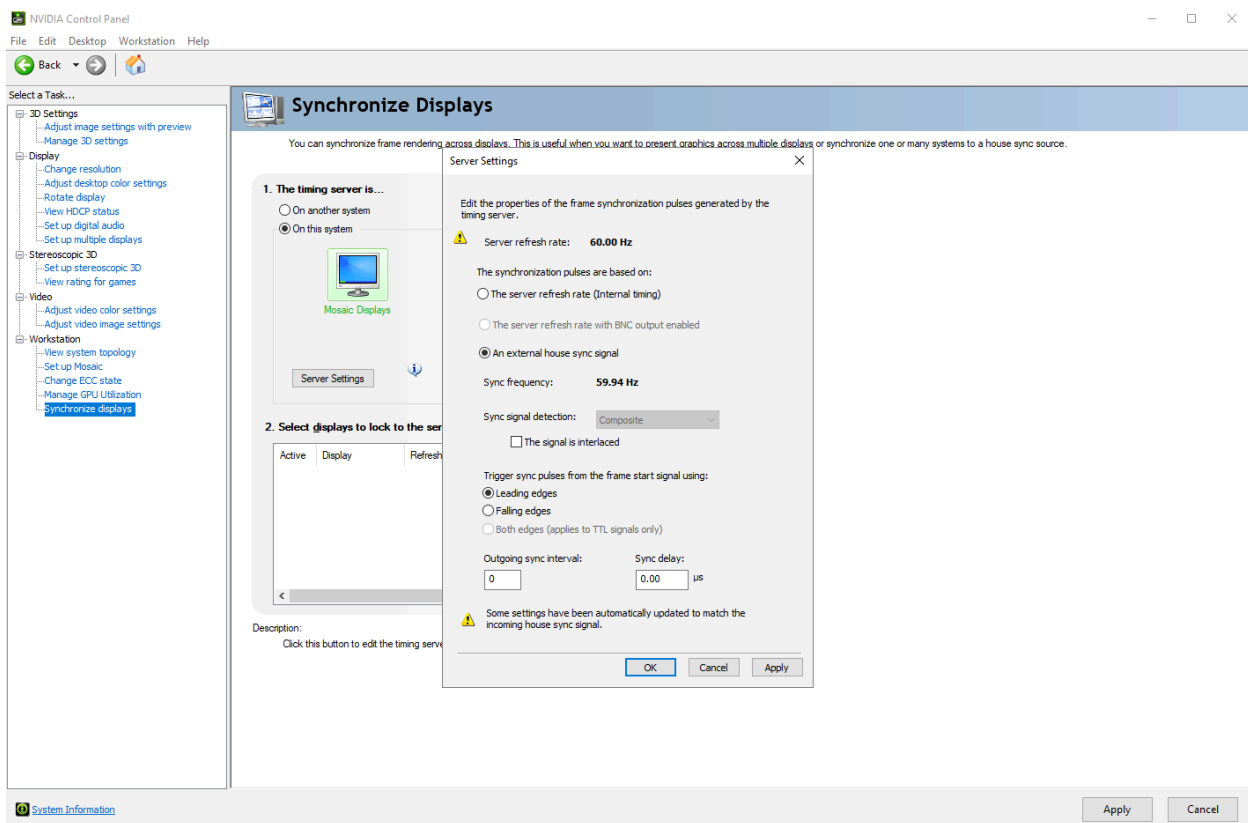 NVIDIA Control Panel
File Edit Desktop Workstation Help
Back
Select a Task...
3D Settings
Adjust image settings with preview
Manage 3D settings
Display
Change resolution
Adjust desktop color settings
Rotate display
View HDCP status
Set up digital audio
Set up multiple displays
Stereoscopic 3D
Set up stereoscopic 3D
View rating for games
Video
Adjust video color settings
Adjust video image settings
Workstation
View system topology
Set up Mosaic
Change ECC state
Manage GPU Utilization
Synchronize displays
System Information
Synchronize Displays
You can synchronize frame rendering across displays. This is useful when you want to present graphics across multiple displays or synchronize one or many systems to a house sync source.
1. The timing server is...
On another system
On this system
Mosaic Displays
Server Settings
2. Select displays to lock to the ser
Active Display Refresh
Description:
Click this button to edit the timing serve
Server Settings
Edit the properties of the frame synchronization pulses generated by the
timing server.
Server refresh rate: 60.00 Hz
The synchronization pulses are based on:
The server refresh rate (Internal timing)
The server refresh rate with BNC output enabled
An external house sync signal
Sync frequency: 59.94 Hz
Sync signal detection: Composite
The signal is interlaced
Trigger sync pulses from the frame start signal using:
Leading edges
Falling edges
Both edges (applies to TTL signals only)
Outgoing sync interval: Sync delay:
0 0.00 µs
Some settings have been automatically updated to match the
incoming house sync signal.
OK Cancel Apply
Apply Cancel